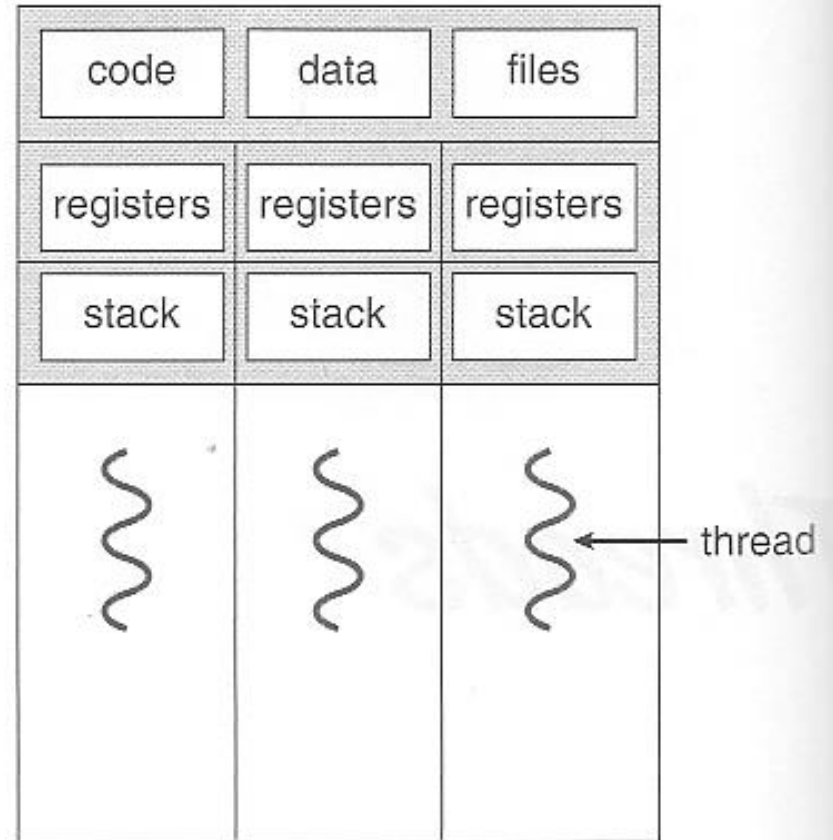 code data files
registers registers registers
stack stack stack
thread